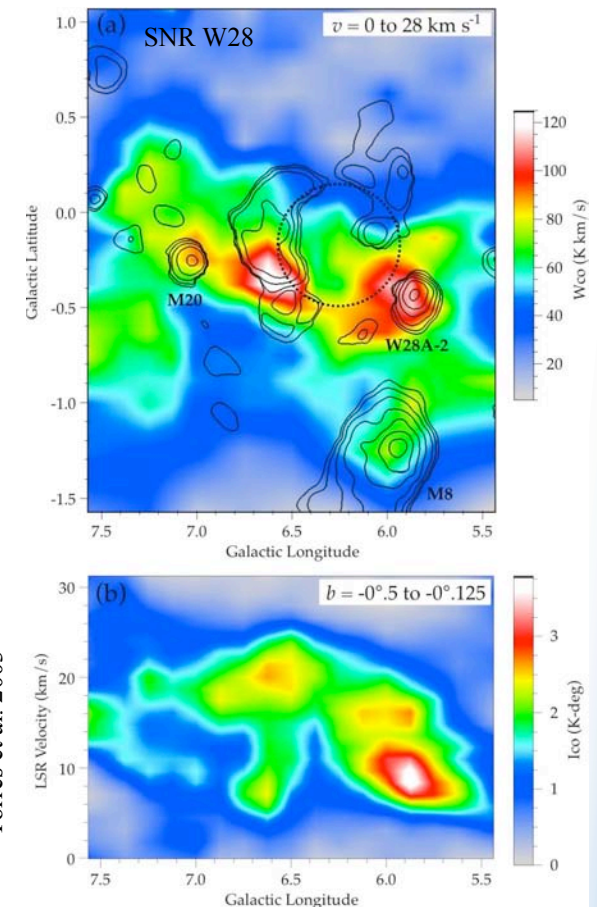 (a)
SNR W28
v = 0 to 28 km s-1
1.0
0.5
0.0
-0.5
-1.0
-1.5
Galactic Latitude
M20
W28A-2
M8
7.5 7.0 6.5 6.0 5.5
Galactic Longitude
120
100
80
60
40
20
Wco (K km/s)
(b)
b = -0°.5 to -0°.125
30
20
10
0
LSR Velocity (km/s)
7.5 7.0 6.5 6.0 5.5
Galactic Longitude
3
2
1
0
Ico (K-deg)